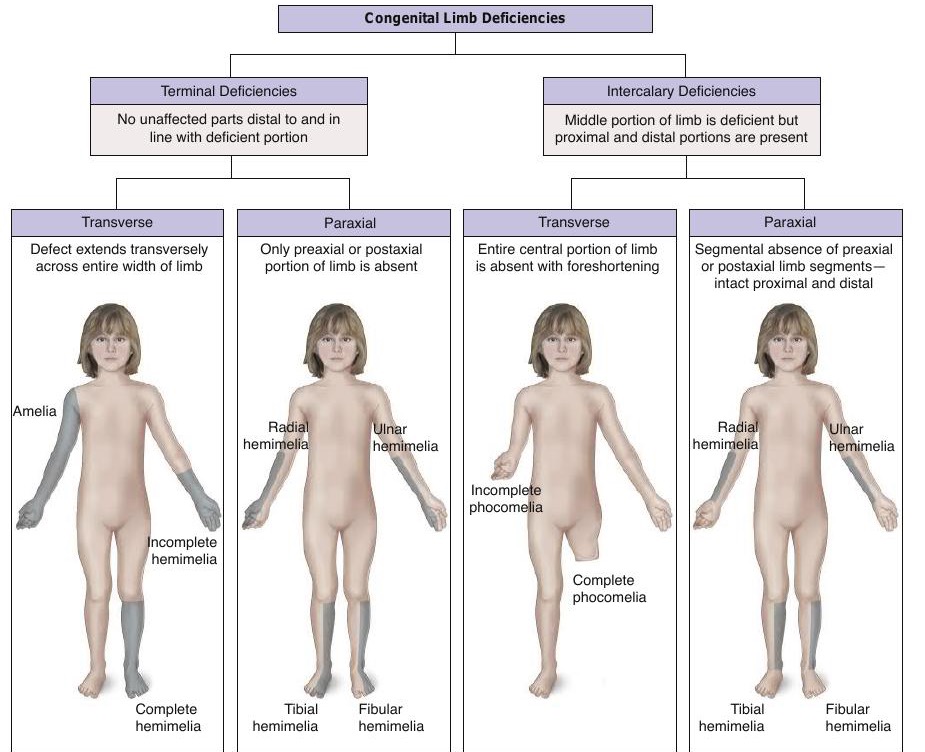 Congenital Limb Deficiencies
Terminal Deficiencies
No unaffected parts distal to and in
line with deficient portion
Intercalary Deficiencies
Middle portion of limb is deficient but
proximal and distal portions are present
Transverse
Defect extends transversely
across entire width of limb
Amelia
Incomplete
hemimelia
Complete
hemimelia
Paraxial
Only preaxial or postaxial
portion of limb is absent
Radial
hemimelia
Ulnar
hemimelia
Tibial
hemimelia
Fibular
hemimelia
Transverse
Entire central portion of limb
is absent with foreshortening
Incomplete
phocomelia
Complete
phocomelia
Paraxial
Segmental absence of preaxial
or postaxial limb segments—
intact proximal and distal
Radial
hemimelia
Ulnar
hemimelia
Tibial
hemimelia
Fibular
hemimelia